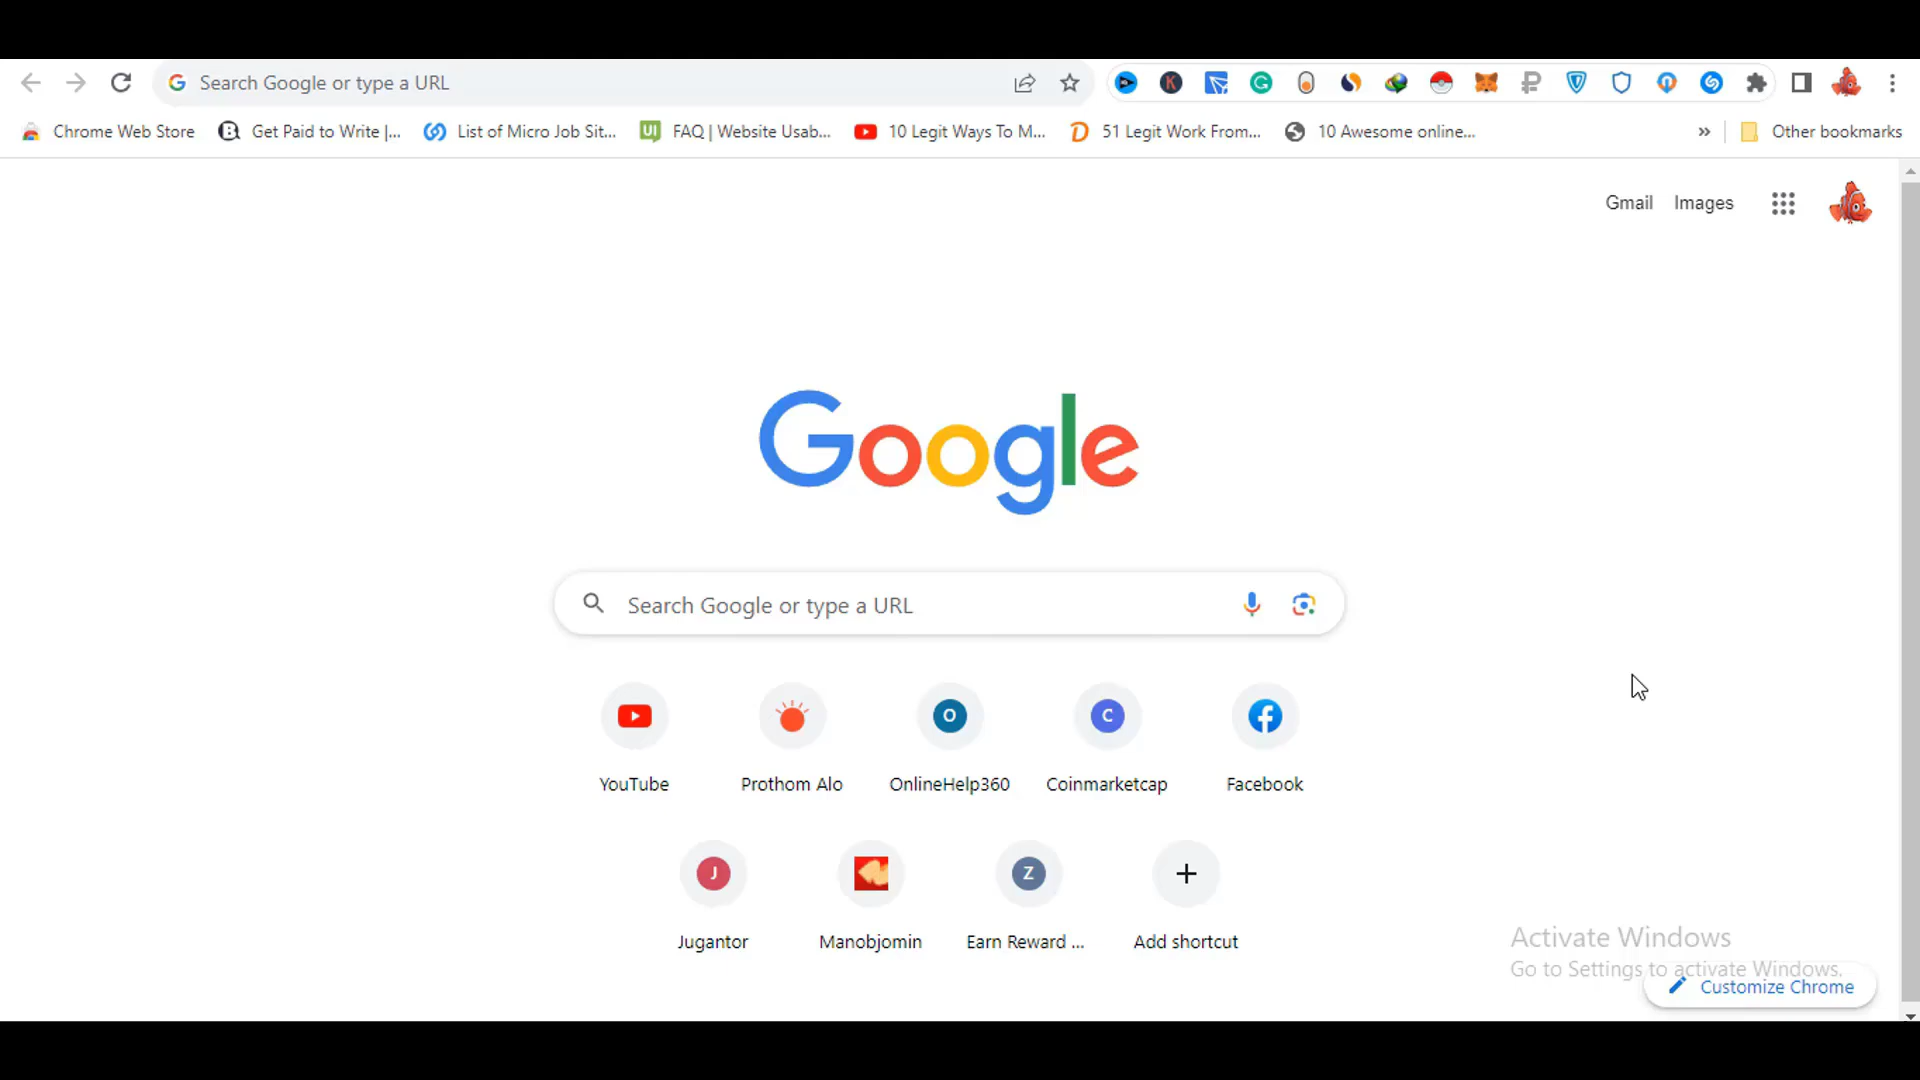 Search Google or type a URL
Chrome Web Store
Get Paid to Write |...
List of Micro Job Sit...
FAQ | Website Usab...
10 Legit Ways To M...
51 Legit Work From...
10 Awesome online...
»
Other bookmarks
Gmail
Images
Google
Search Google or type a URL
YouTube
Prothom Alo
O
OnlineHelp360
C
Coinmarketcap
Facebook
J
Jugantor
Manobjomin
Z
Earn Reward ...
Add shortcut
Activate Windows
Go to Settings to activate Windows.
Customize Chrome